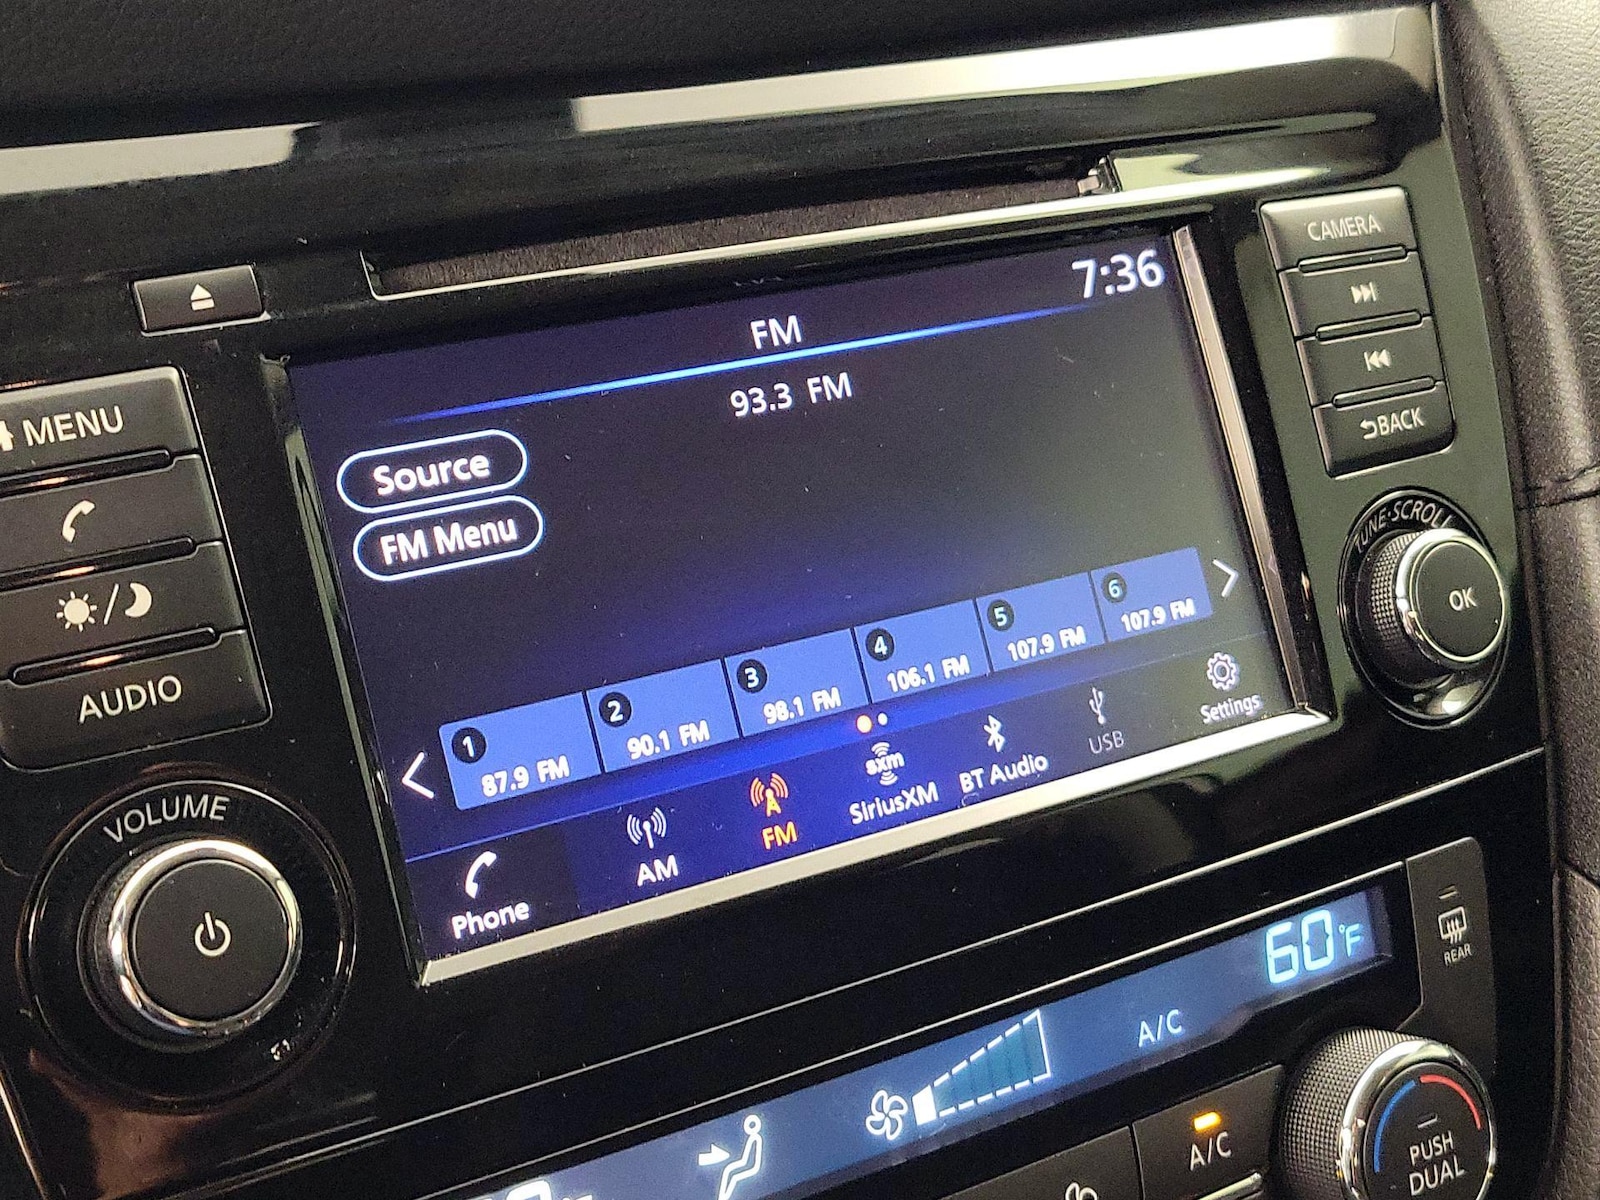 CAMERA
7:36
FM
93.3 FM
MENU
BACK
Source
TUNE·SCROLL
FM Menu
OK
1
87.9 FM
2
90.1 FM
3
98.1 FM
4
106.1 FM
5
107.9 FM
6
107.9 FM
AUDIO
VOLUME
Phone
AM
FM
sxm
SiriusXM
BT Audio
USB
Settings
60°F
REAR
A/C
A/C
PUSH
DUAL